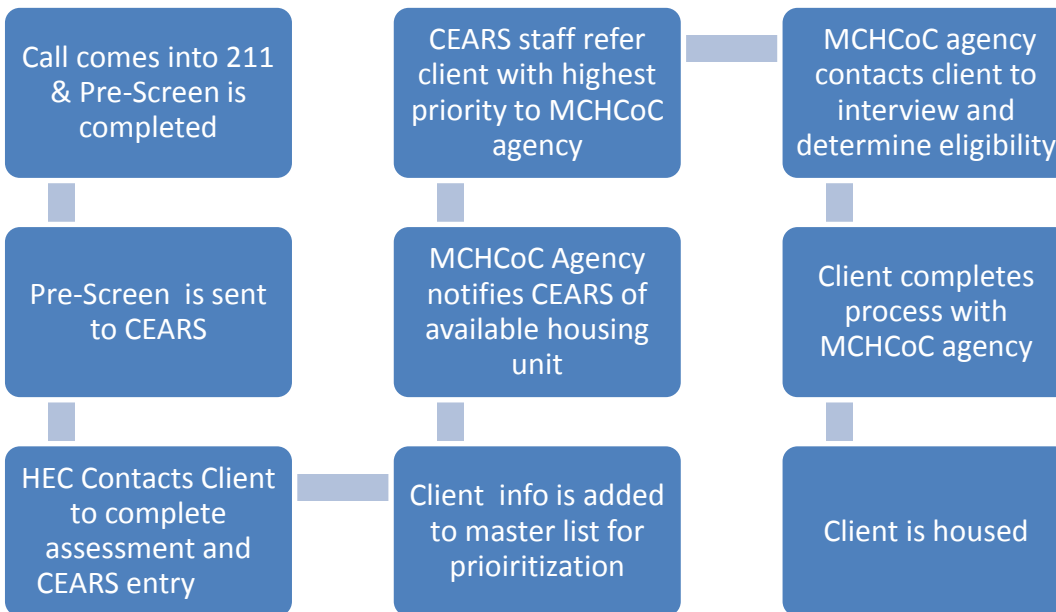 Call comes into 211
& Pre-Screen is
completed
Pre-Screen is sent
to CEARS
HEC Contacts Client
to complete
assessment and
CEARS entry
Client info is added
to master list for
prioiritization
MCHCoC Agency
notifies CEARS of
available housing
unit
CEARS staff refer
client with highest
priority to MCHCoC
agency
MCHCoC agency
contacts client to
interview and
determine eligibility
Client completes
process with
MCHCoC agency
Client is housed